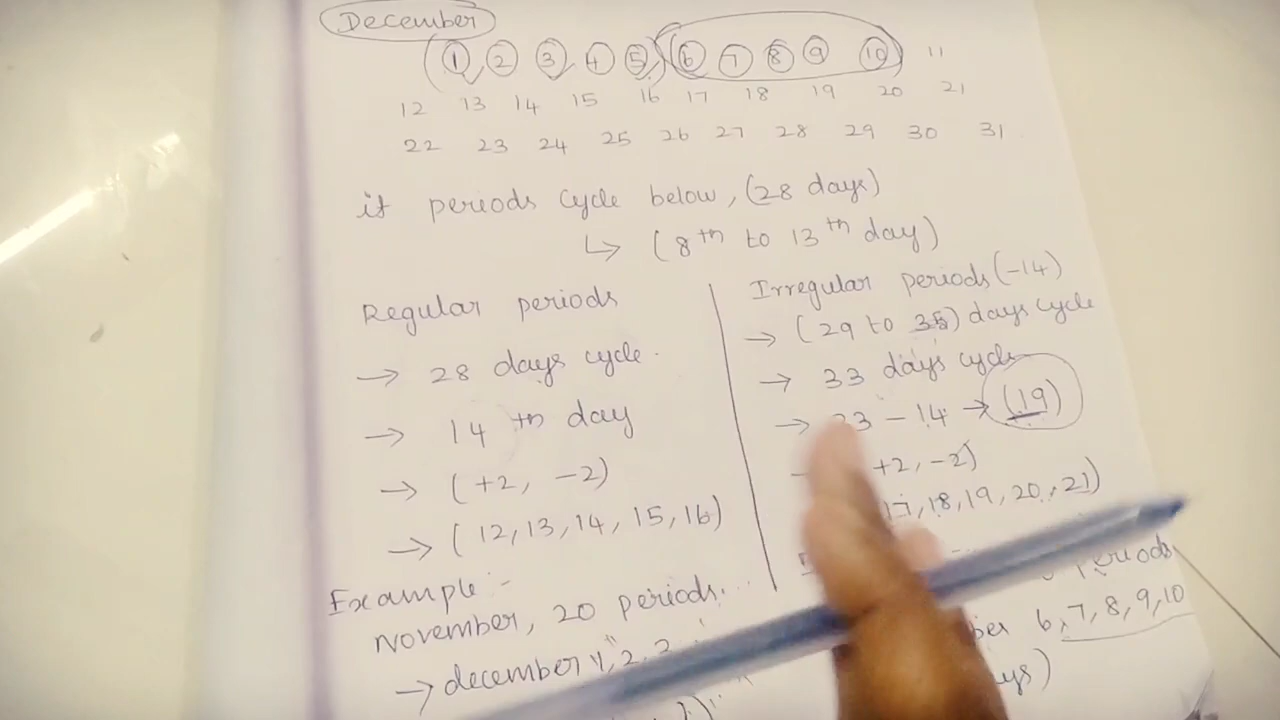 December
1 2 3 4 5 6 7 8 9 10 11
12 13 14 15 16 17 18 19 20 21
22 23 24 25 26 27 28 29 30 31
if periods cycle below, (28 days)
↳ (8th to 13th day)
Regular periods
→ 28 days cycle.
→ 14th day
→ (+2, -2)
→ (12, 13, 14, 15, 16)
Example :-
November, 20 periods.
→ december 1, 2, 3
Irregular periods (-14)
→ (29 to 35) days cycle
→ 33 days cycle
→ 33 - 14 → (19)
+2, -2)
17, 18, 19, 20, 21)
periods
6, 7, 8, 9, 10